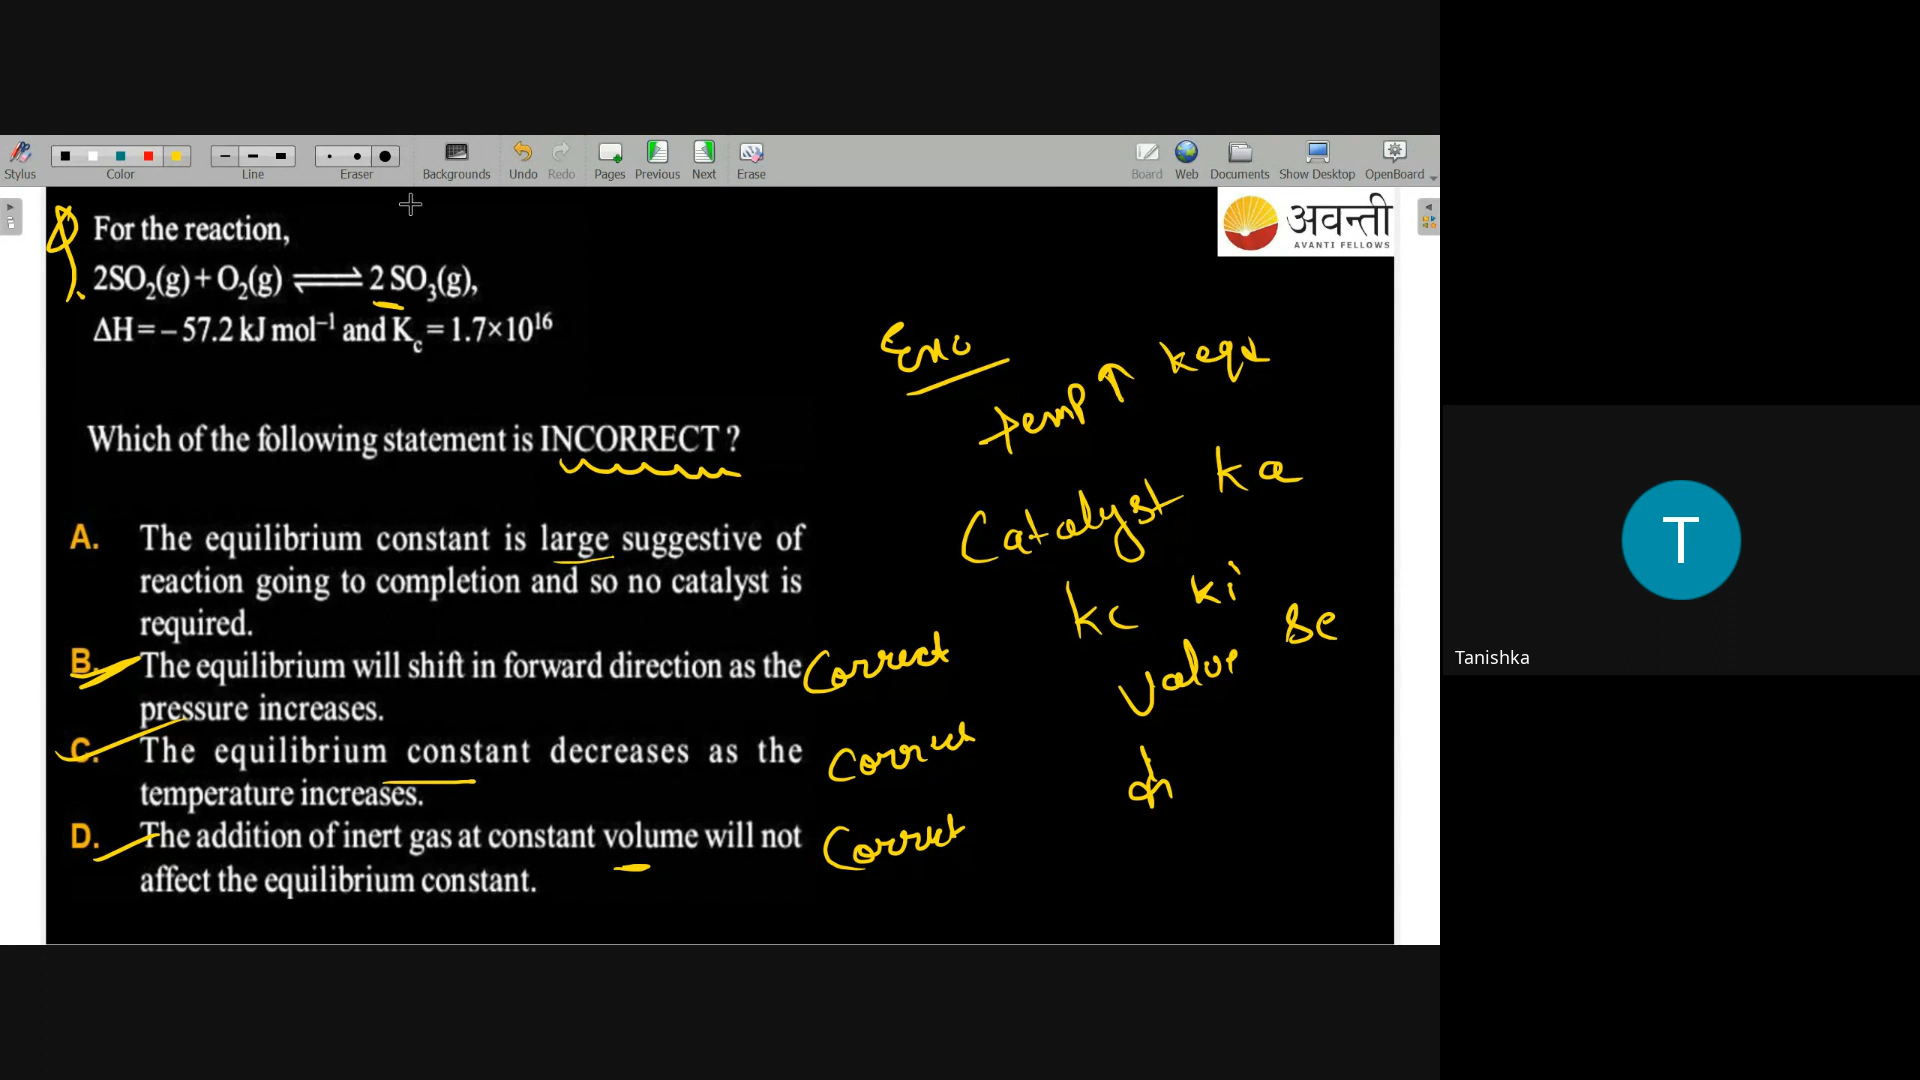 Stylus
Color
Line
Eraser
Backgrounds
Undo
Redo
Pages
Previous
Next
Erase
Board
Web
Documents
Show Desktop
OpenBoard
अवन्ती
AVANTI FELLOWS
For the reaction,
2SO₂(g) + O₂(g) ⇌ 2 SO₃(g),
ΔH = – 57.2 kJ mol⁻¹ and K꜀ = 1.7×10¹⁶
Which of the following statement is INCORRECT ?
A. The equilibrium constant is large suggestive of
reaction going to completion and so no catalyst is
required.
B. The equilibrium will shift in forward direction as the
pressure increases.
C. The equilibrium constant decreases as the
temperature increases.
D. The addition of inert gas at constant volume will not
affect the equilibrium constant.
Correct
Correct
Correct
Exo
temp ↑ keq↓
Catalyst ka
kc ki
value se
T
Tanishka